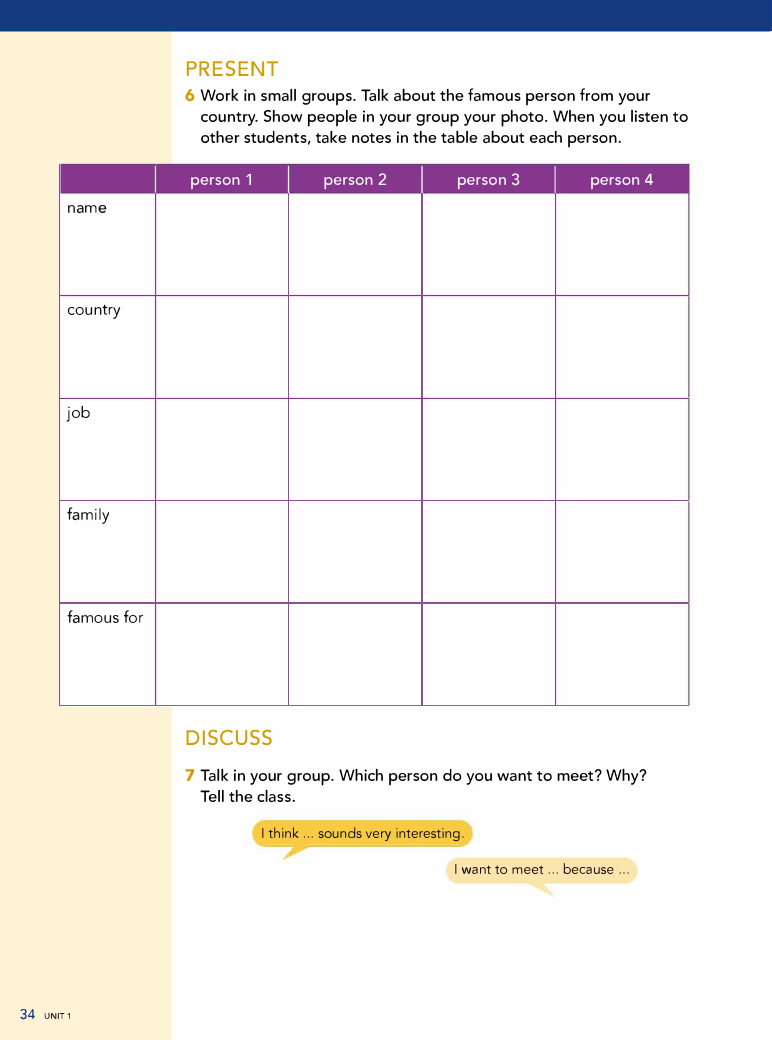 PRESENT
6 Work in small groups. Talk about the famous person from your
country. Show people in your group your photo. When you listen to
other students, take notes in the table about each person.
person 1 person 2 person 3 person 4
name
country
job
family
famous for
DISCUSS
7 Talk in your group. Which person do you want to meet? Why?
Tell the class.
I think ... sounds very interesting.
I want to meet ... because ...
34 UNIT 1